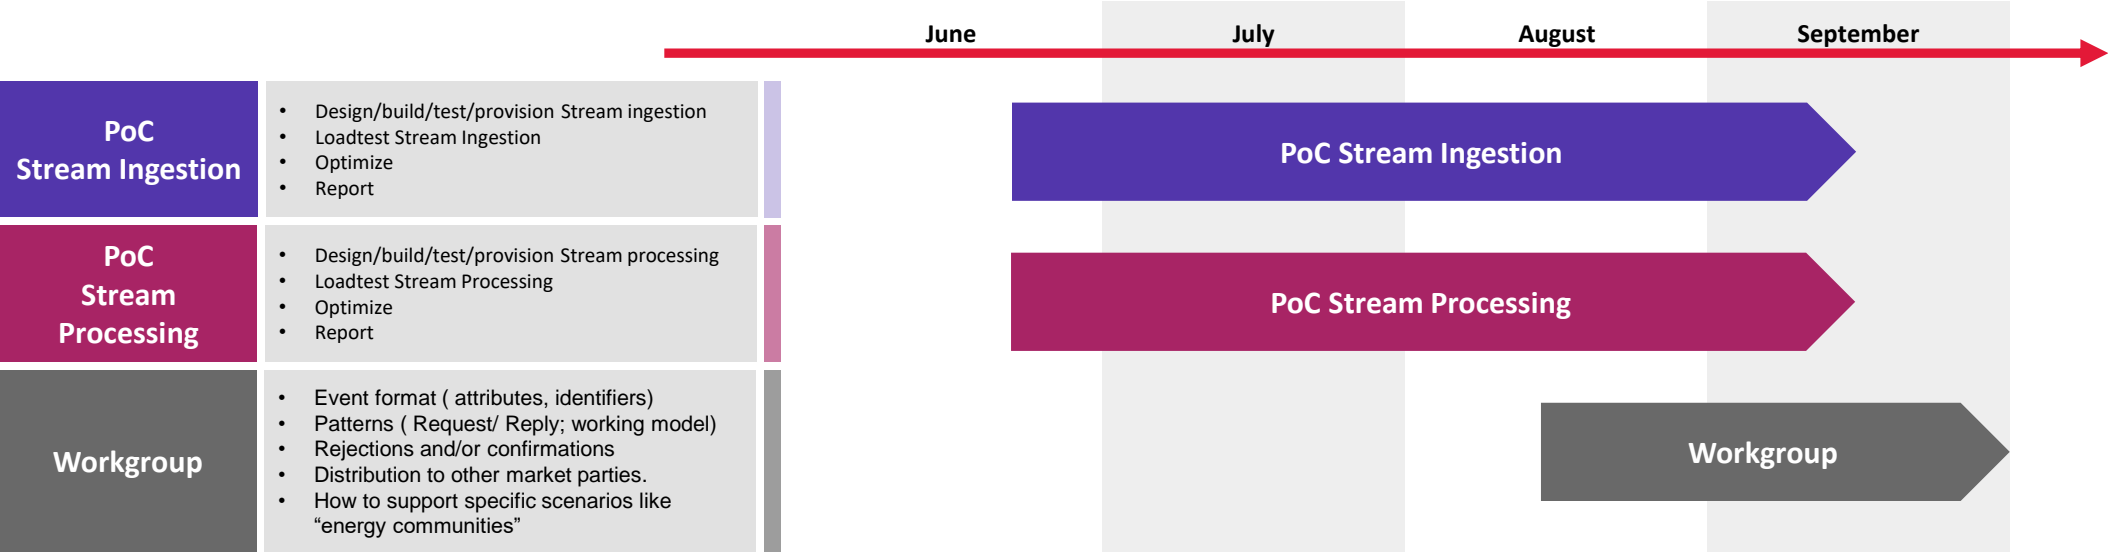 June July August September
PoC
Stream Ingestion
• Design/build/test/provision Stream ingestion
• Loadtest Stream Ingestion
• Optimize
• Report
PoC Stream Ingestion
PoC
Stream
Processing
• Design/build/test/provision Stream processing
• Loadtest Stream Processing
• Optimize
• Report
PoC Stream Processing
Workgroup
• Event format ( attributes, identifiers)
• Patterns ( Request/ Reply; working model)
• Rejections and/or confirmations
• Distribution to other market parties.
• How to support specific scenarios like
“energy communities”
Workgroup